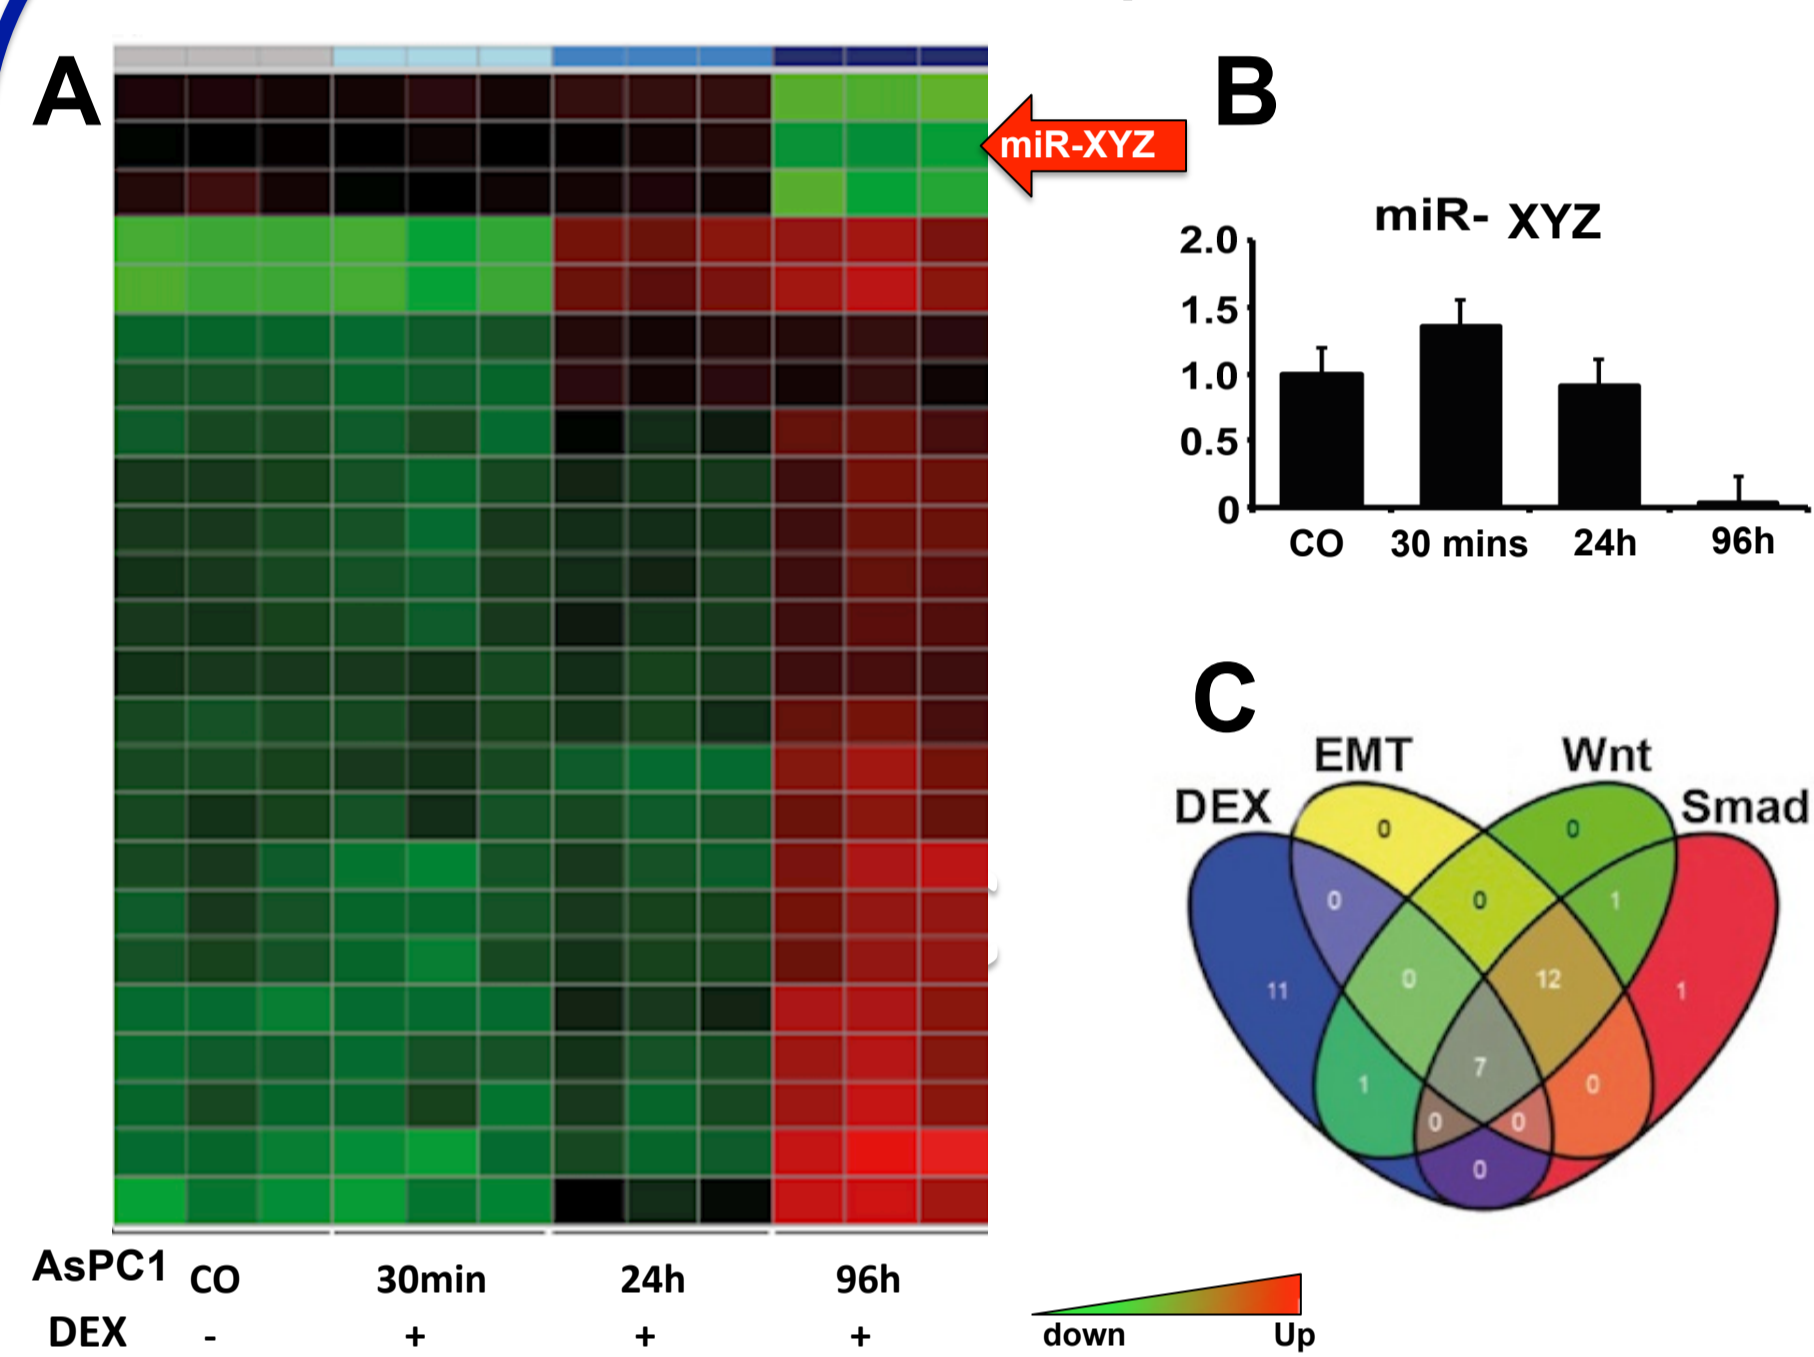 A
miR-XYZ
AsPC1 CO 30min 24h 96h
DEX - + + +
down Up
B
miR- XYZ
2.0
1.5
1.0
0.5
0
CO 30 mins 24h 96h
C
EMT Wnt
DEX Smad
0 0
0 0 1
11 0 12 1
7
1 0
0 0
0